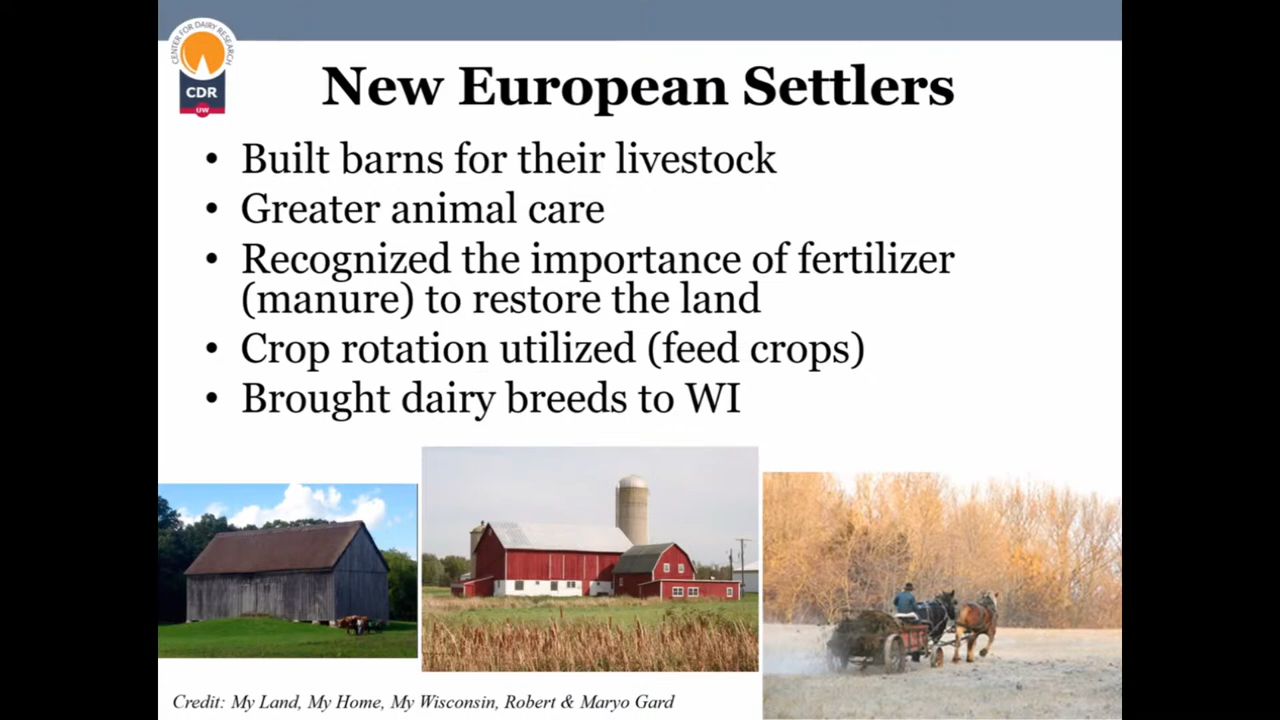 CENTER FOR DAIRY RESEARCH
CDR
UW
New European Settlers
• Built barns for their livestock
• Greater animal care
• Recognized the importance of fertilizer
(manure) to restore the land
• Crop rotation utilized (feed crops)
• Brought dairy breeds to WI
Credit: My Land, My Home, My Wisconsin, Robert & Maryo Gard